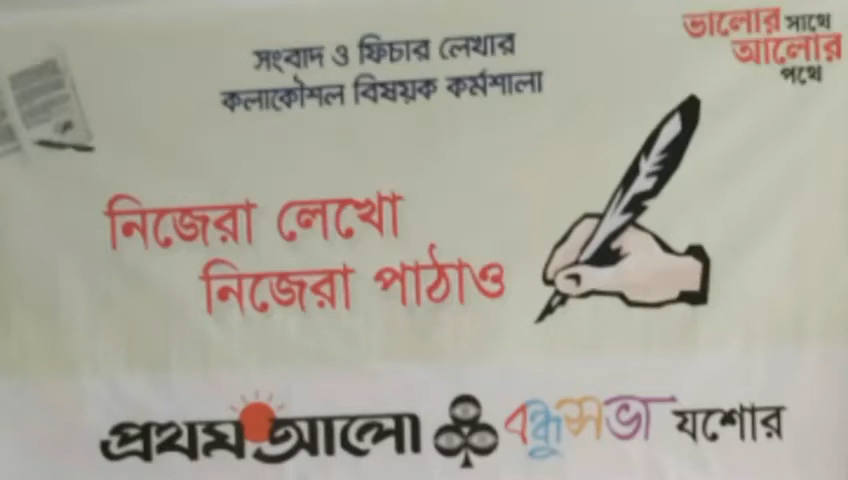 ভালোর সাথে
আলোর
পথে
সংবাদ ও ফিচার লেখার
কলাকৌশল বিষয়ক কর্মশালা
নিজেরা লেখো
নিজেরা পাঠাও
প্রথম আলো বন্ধুসভা যশোর